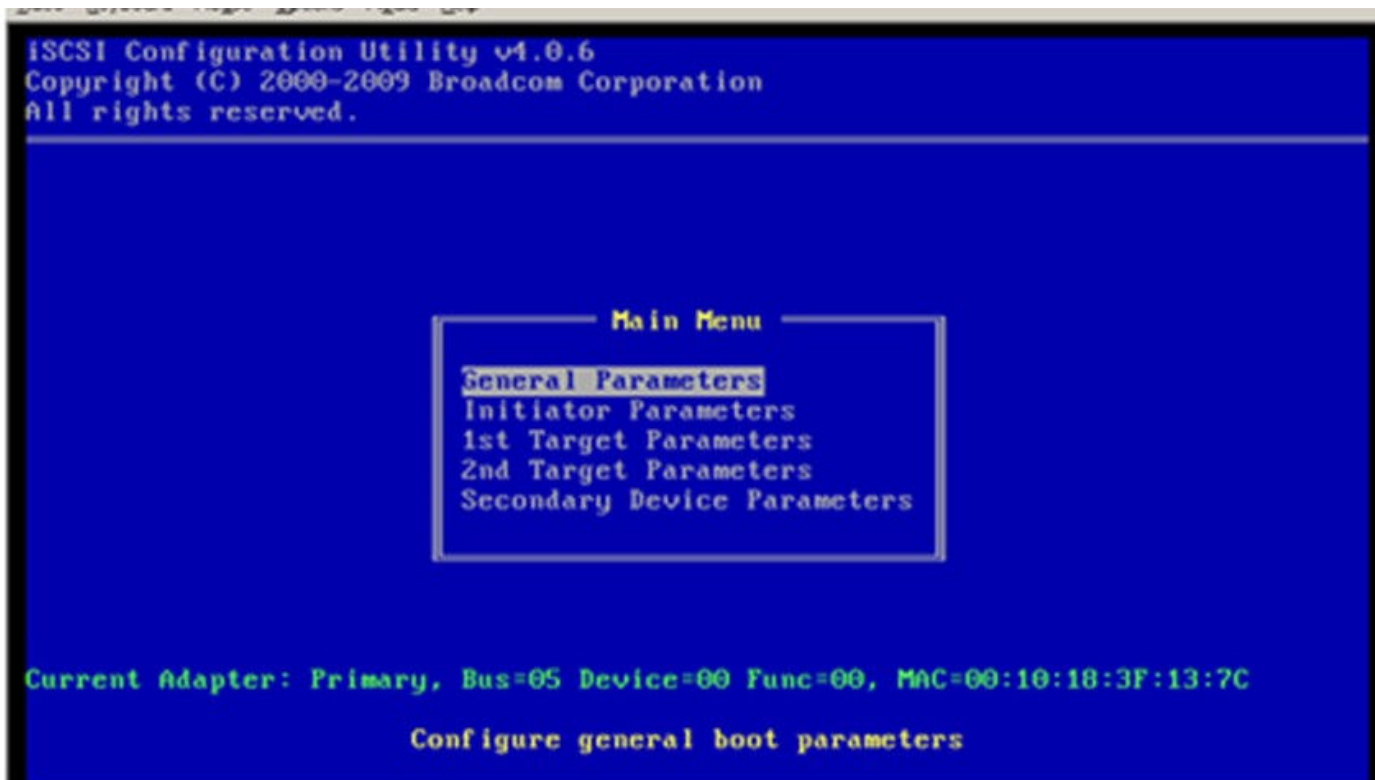 iSCSI Configuration Utility v4.0.6
Copyright (C) 2000-2009 Broadcom Corporation
All rights reserved.
Main Menu
General Parameters
Initiator Parameters
1st Target Parameters
2nd Target Parameters
Secondary Device Parameters
Current Adapter: Primary, Bus=05 Device=00 Func=00, MAC=00:10:18:3F:13:7C
Configure general boot parameters